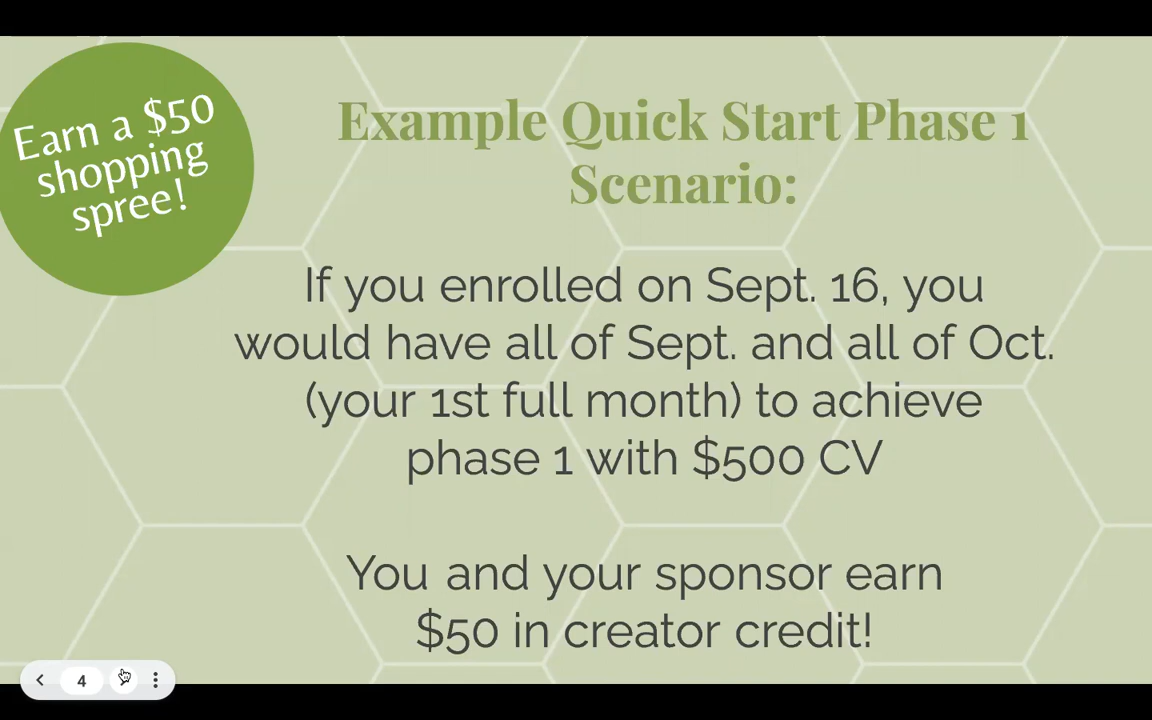 Earn a $50
shopping
spree!
Example Quick Start Phase 1
Scenario:
If you enrolled on Sept. 16, you
would have all of Sept. and all of Oct.
(your 1st full month) to achieve
phase 1 with $500 CV
You and your sponsor earn
$50 in creator credit!
4